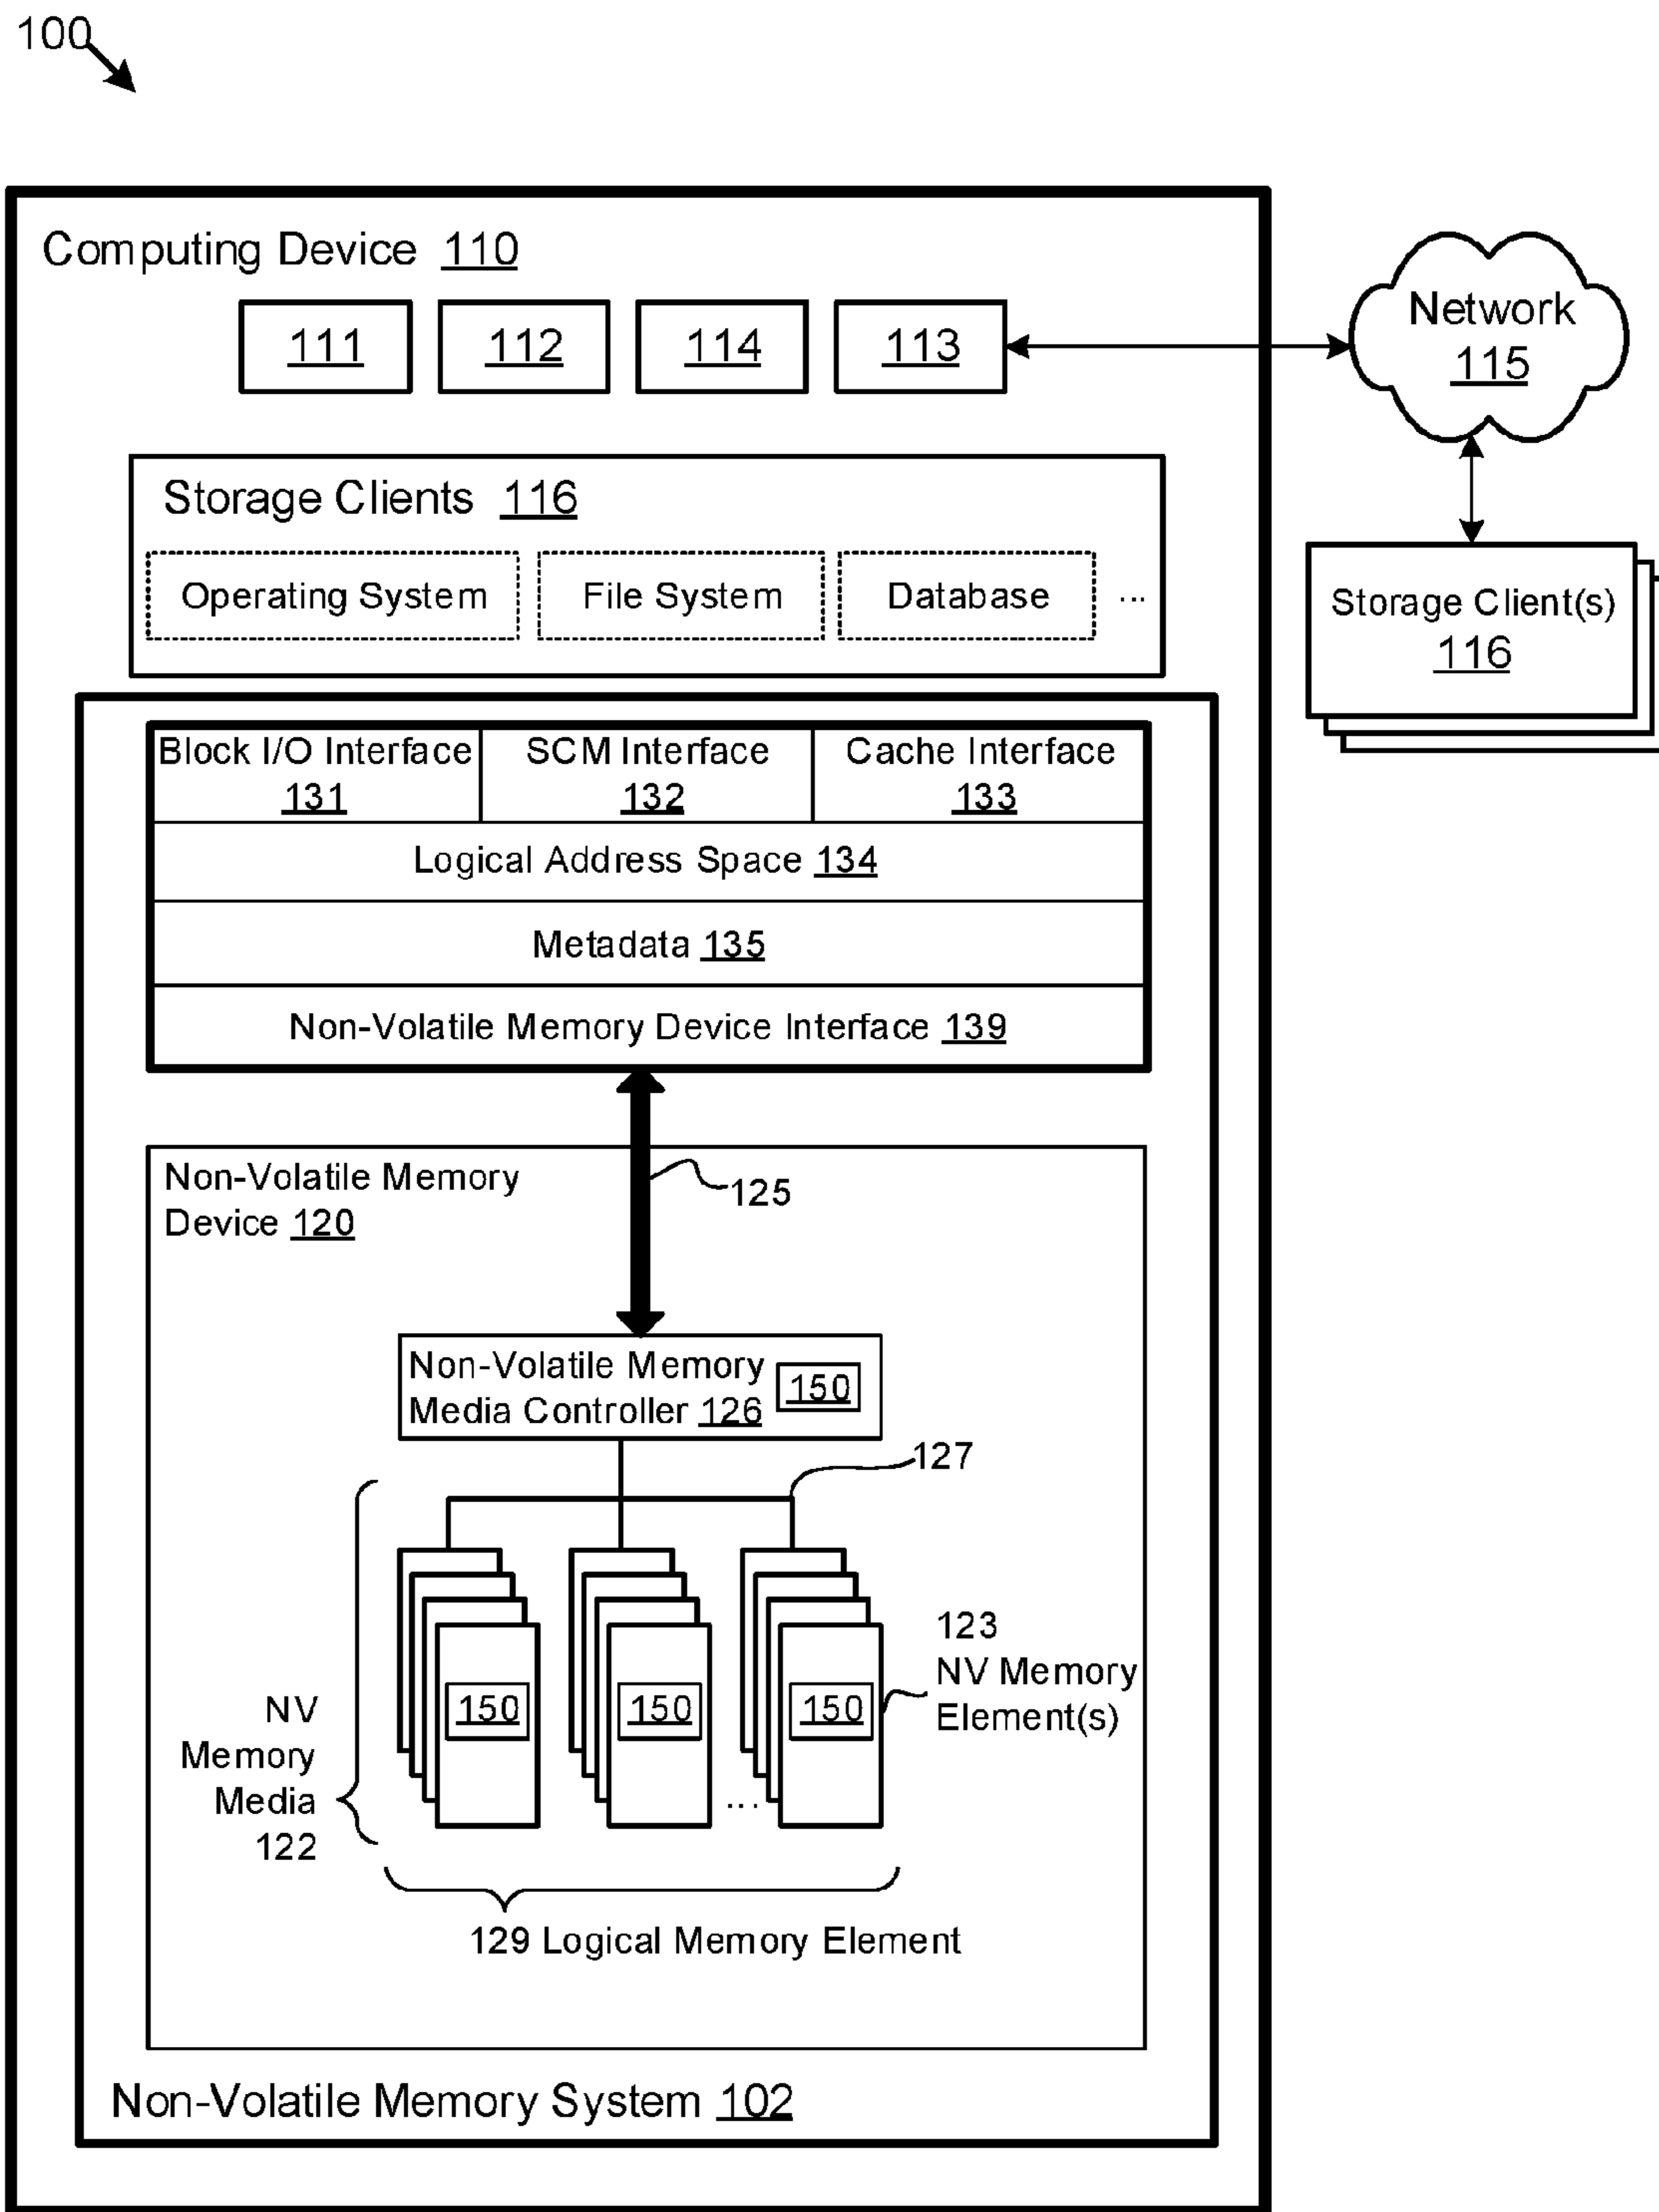 100
Computing Device 110
111
112
114
113
Network
115
Storage Clients 116
Operating System
File System
Database
...
Storage Client(s)
116
Block I/O Interface
131
SCM Interface
132
Cache Interface
133
Logical Address Space 134
Metadata 135
Non-Volatile Memory Device Interface 139
Non-Volatile Memory
Device 120
125
Non-Volatile Memory
Media Controller 126
150
127
150
150
150
...
123
NV Memory
Element(s)
NV
Memory
Media
122
129 Logical Memory Element
Non-Volatile Memory System 102